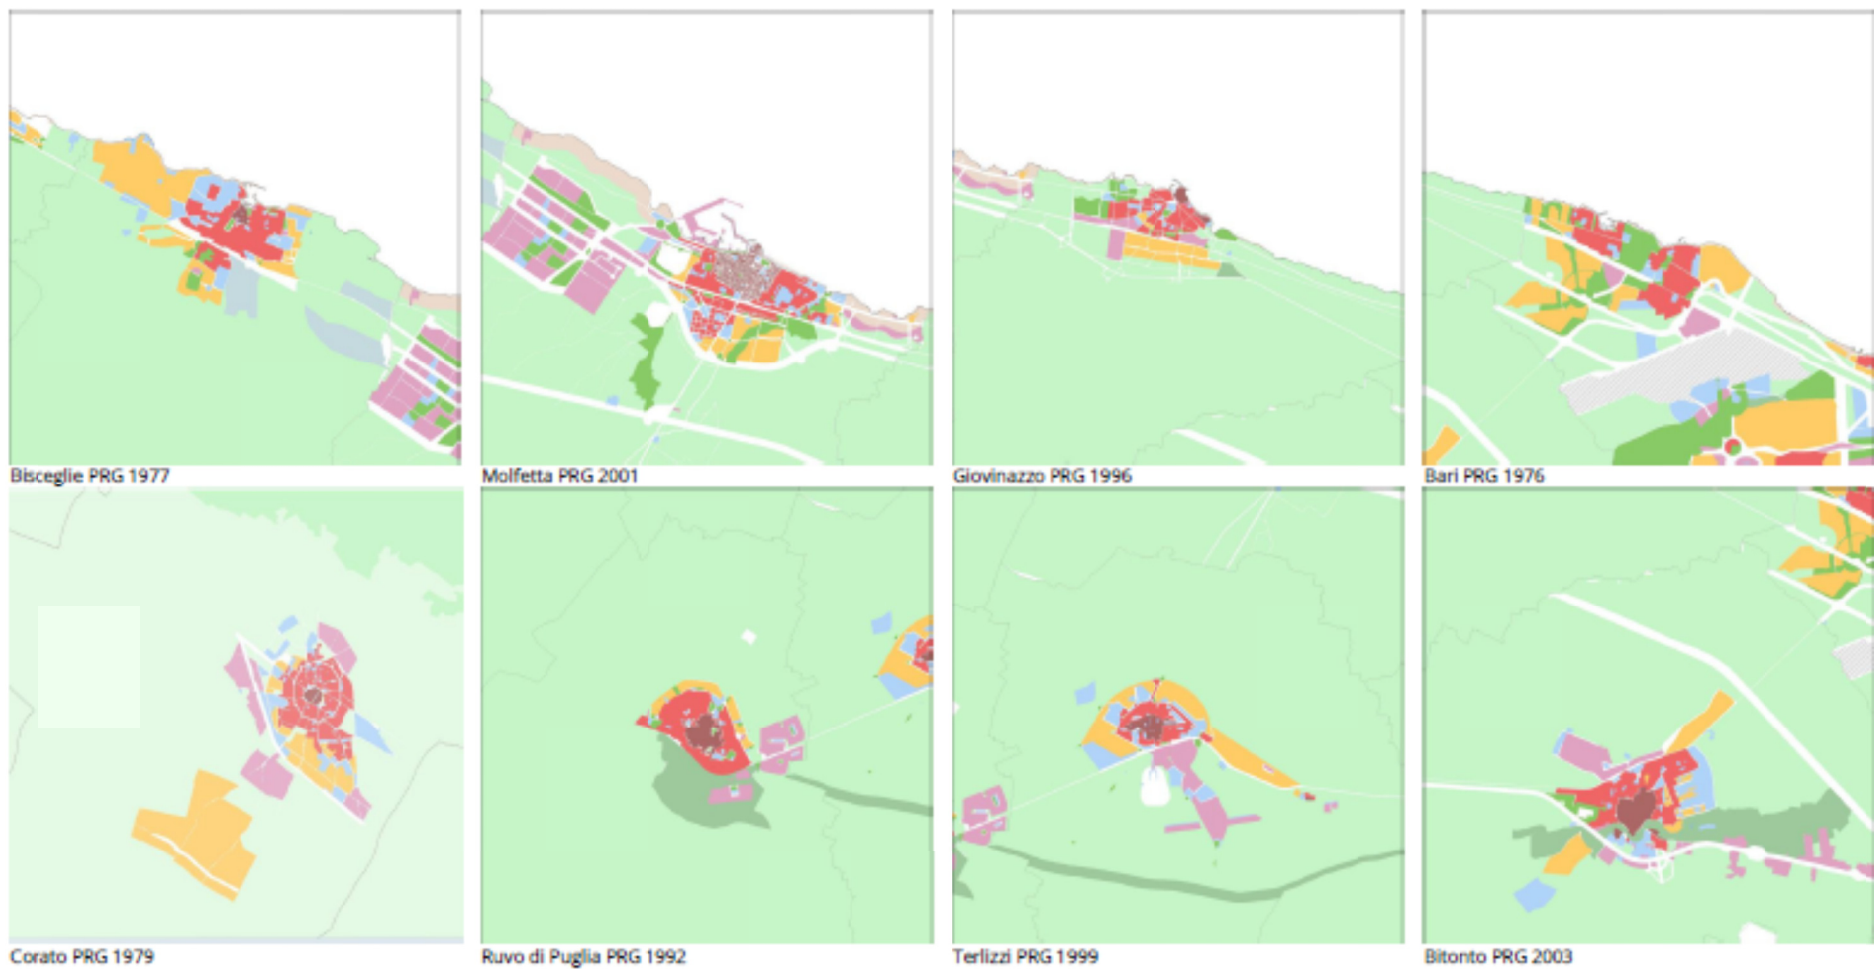 Bisceglie PRG 1977
Molfetta PRG 2001
Giovinazzo PRG 1996
Bari PRG 1976
Corato PRG 1979
Ruvo di Puglia PRG 1992
Terlizzi PRG 1999
Bitonto PRG 2003